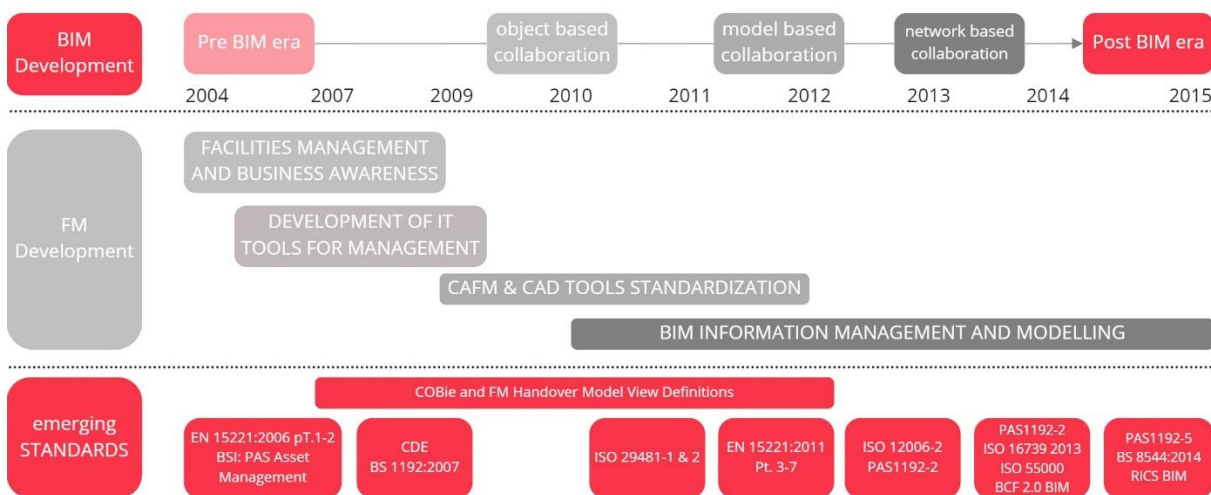 BIM
Development
Pre BIM era
object based
collaboration
model based
collaboration
network based
collaboration
Post BIM era
2004 2007 2009 2010 2011 2012 2013 2014 2015
FM
Development
FACILITIES MANAGEMENT
AND BUSINESS AWARENESS
DEVELOPMENT OF IT
TOOLS FOR MANAGEMENT
CAFM & CAD TOOLS STANDARDIZATION
BIM INFORMATION MANAGEMENT AND MODELLING
emerging
STANDARDS
COBie and FM Handover Model View Definitions
EN 15221:2006 pT.1-2
BSI: PAS Asset
Management
CDE
BS 1192:2007
ISO 29481-1 & 2
EN 15221:2011
Pt. 3-7
ISO 12006-2
PAS1192-2
PAS1192-2
ISO 16739 2013
ISO 55000
BCF 2.0 BIM
PAS1192-5
BS 8544:2014
RICS BIM